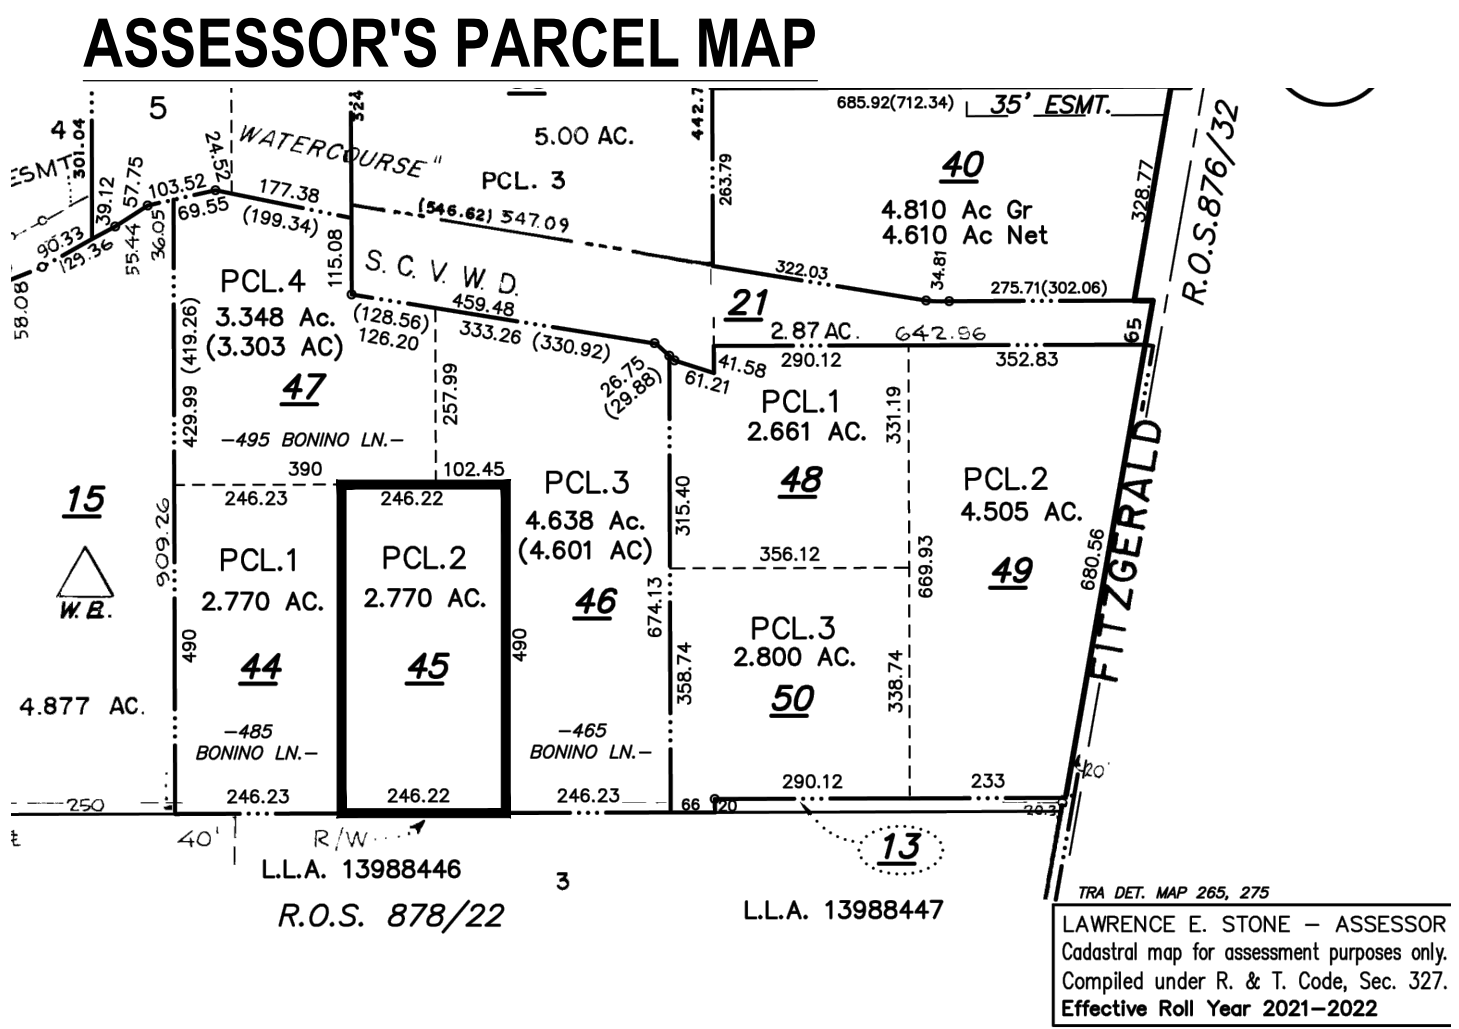 ASSESSOR'S PARCEL MAP
5
4
301.04
ESMT
39.12
57.75
103.52
24.52
WATERCOURSE"
324
5.00 AC.
442.7
685.92(712.34)
35' ESMT.
R.O.S.876/32
177.38
(199.34)
69.55
36.05
55.44
90.33
129.36
58.08
PCL. 3
(546.62) 547.09
263.79
40
4.810 Ac Gr
4.610 Ac Net
328.77
115.08
S. C. V. W. D.
322.03
34.81
275.71(302.06)
PCL.4
3.348 Ac.
(3.303 AC)
47
429.99 (419.26)
459.48
(128.56)
126.20
333.26 (330.92)
21
2.87 AC.
642.96
65
26.75
(29.88)
61.21
41.58
290.12
352.83
257.99
-495 BONINO LN.-
PCL.1
2.661 AC.
48
331.19
390
102.45
246.23
246.22
PCL.3
4.638 Ac.
(4.601 AC)
46
315.40
PCL.2
4.505 AC.
49
FITZGERALD
680.56
15
W.B.
4.877 AC.
909.26
PCL.1
2.770 AC.
44
490
PCL.2
2.770 AC.
45
490
674.13
356.12
669.93
358.74
PCL.3
2.800 AC.
50
338.74
-485
BONINO LN.-
-465
BONINO LN.-
290.12
233
20'
250
246.23
246.22
246.23
66
20
40'
R/W
13
L.L.A. 13988446
3
R.O.S. 878/22
L.L.A. 13988447
TRA DET. MAP 265, 275
LAWRENCE E. STONE – ASSESSOR
Cadastral map for assessment purposes only.
Compiled under R. & T. Code, Sec. 327.
Effective Roll Year 2021–2022